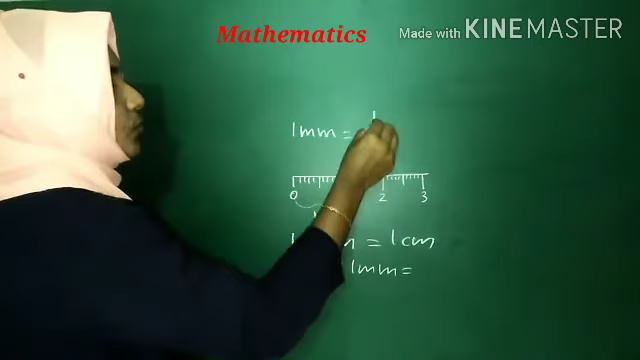 Mathematics
Made with KINEMASTER
1mm =
0 2 3
= 1cm
1mm =